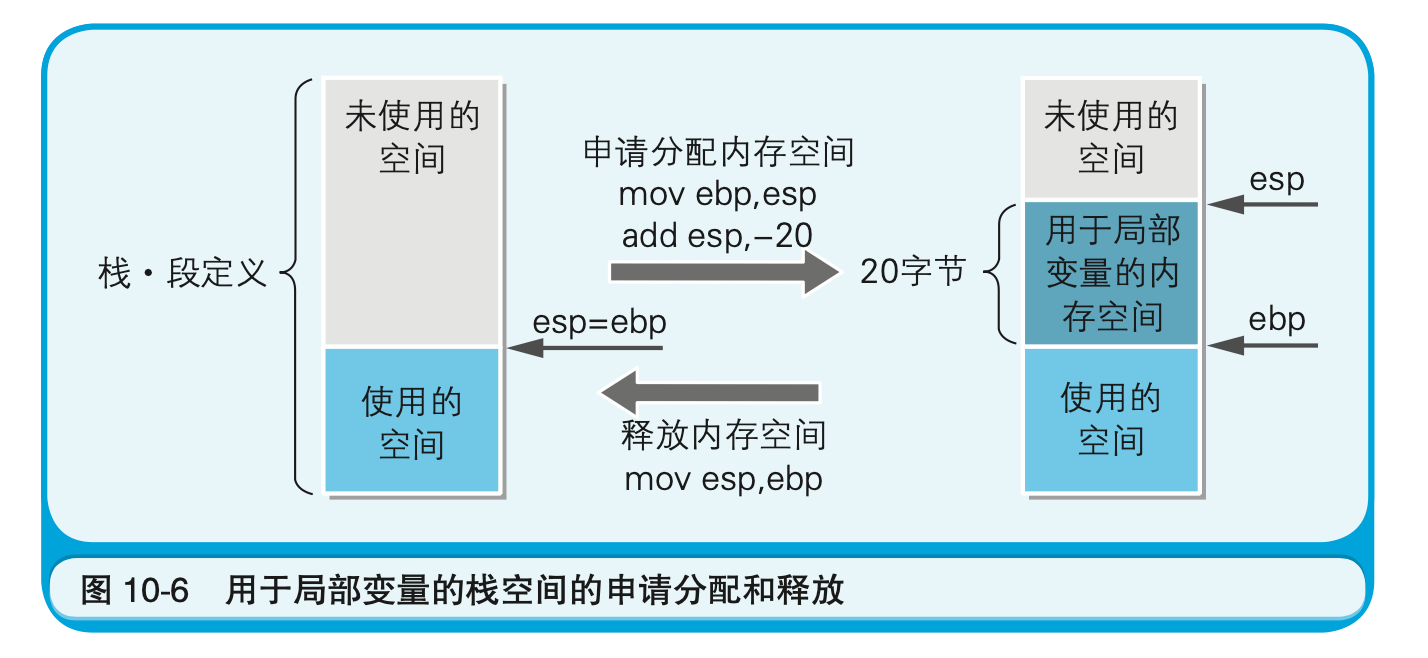 未使用的
空间
栈·段定义
使用的
空间
申请分配内存空间
mov ebp,esp
add esp,−20
esp=ebp
释放内存空间
mov esp,ebp
20字节
未使用的
空间
用于局部
变量的内
存空间
使用的
空间
esp
ebp
图 10-6 用于局部变量的栈空间的申请分配和释放